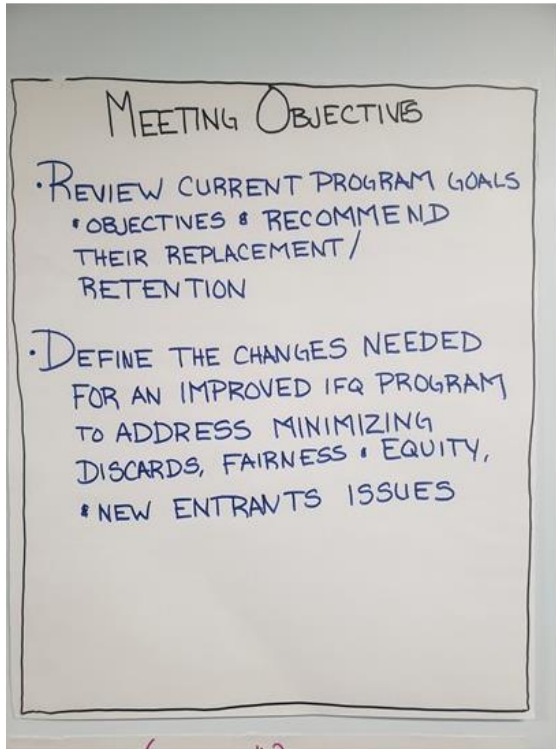 MEETING OBJECTIVES
· REVIEW CURRENT PROGRAM GOALS
& OBJECTIVES & RECOMMEND
THEIR REPLACEMENT/
RETENTION
· DEFINE THE CHANGES NEEDED
FOR AN IMPROVED IFQ PROGRAM
TO ADDRESS MINIMIZING
DISCARDS, FAIRNESS & EQUITY,
& NEW ENTRANTS ISSUES